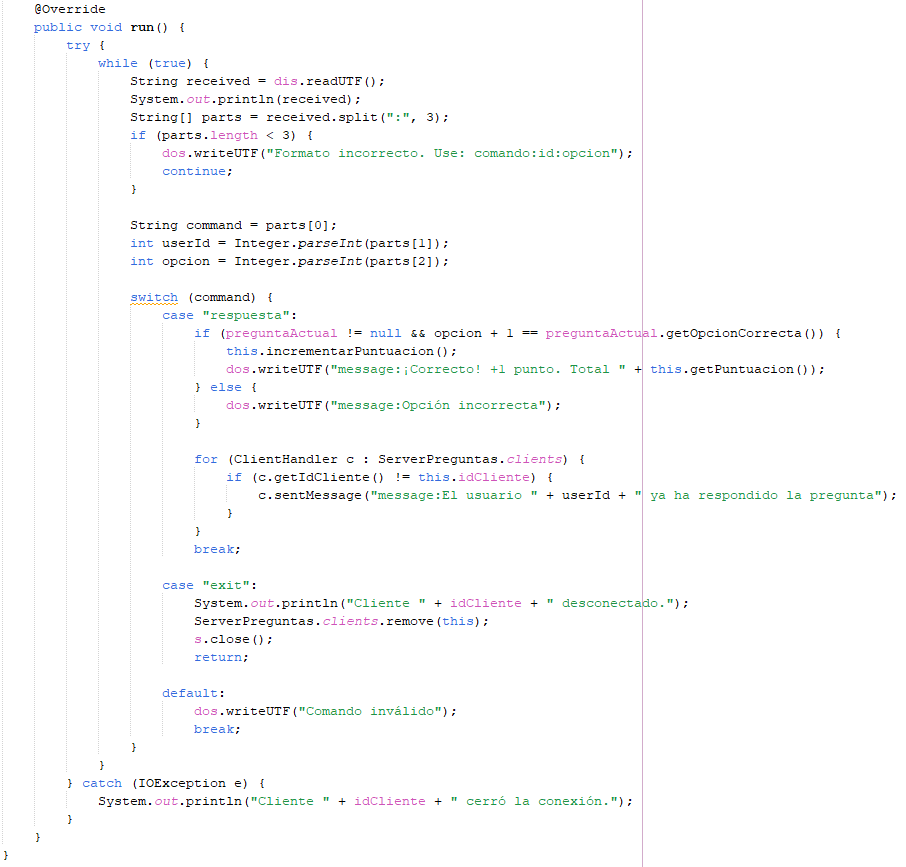 @Override
public void run() {
try {
while (true) {
String received = dis.readUTF();
System.out.println(received);
String[] parts = received.split(":", 3);
if (parts.length < 3) {
dos.writeUTF("Formato incorrecto. Use: comando:id:opcion");
continue;
}
String command = parts[0];
int userId = Integer.parseInt(parts[1]);
int opcion = Integer.parseInt(parts[2]);
switch (command) {
case "respuesta":
if (preguntaActual != null && opcion + 1 == preguntaActual.getOpcionCorrecta()) {
this.incrementarPuntuacion();
dos.writeUTF("message:¡Correcto! +1 punto. Total " + this.getPuntuacion());
} else {
dos.writeUTF("message:Opción incorrecta");
}
for (ClientHandler c : ServerPreguntas.clients) {
if (c.getIdCliente() != this.idCliente) {
c.sentMessage("message:El usuario " + userId + " ya ha respondido la pregunta");
}
}
break;
case "exit":
System.out.println("Cliente " + idCliente + " desconectado.");
ServerPreguntas.clients.remove(this);
s.close();
return;
default:
dos.writeUTF("Comando inválido");
break;
}
}
} catch (IOException e) {
System.out.println("Cliente " + idCliente + " cerró la conexión.");
}
}
}